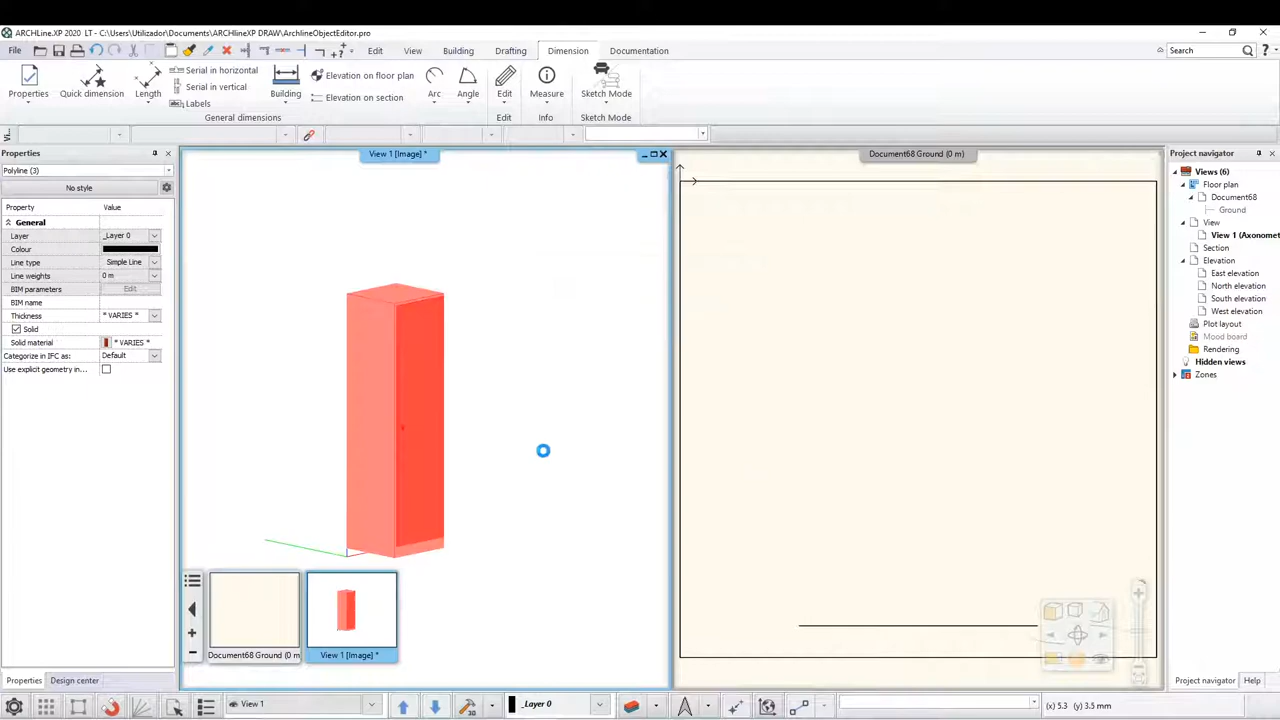 ARCHLine.XP 2020 LT - C:\Users\Utilizador\Documents\ARCHlineXP DRAW\ArchlineObjectEditor.pro
File Edit View Building Drafting Dimension Documentation Search
Properties Quick dimension Length Serial in horizontal Serial in vertical Labels Building Elevation on floor plan Elevation on section Arc Angle Edit Measure Sketch Mode
General dimensions Edit Info Sketch Mode
Properties
Polyline (3)
No style
Property Value
General
Layer _Layer 0
Colour
Line type Simple Line
Line weights 0 m
BIM parameters Edit
BIM name
Thickness * VARIES *
Solid
Solid material * VARIES *
Categorize in IFC as: Default
Use explicit geometry in...
Properties Design center
View 1 [Image] *
Document68 Ground (0 m
View 1 [Image] *
Document68 Ground (0 m)
Project navigator
Views (6)
Floor plan
Document68
Ground
View
View 1 (Axonomet
Section
Elevation
East elevation
North elevation
South elevation
West elevation
Plot layout
Mood board
Rendering
Hidden views
Zones
Project navigator Help
View 1 _Layer 0 (x) 5.3 (y) 3.5 mm